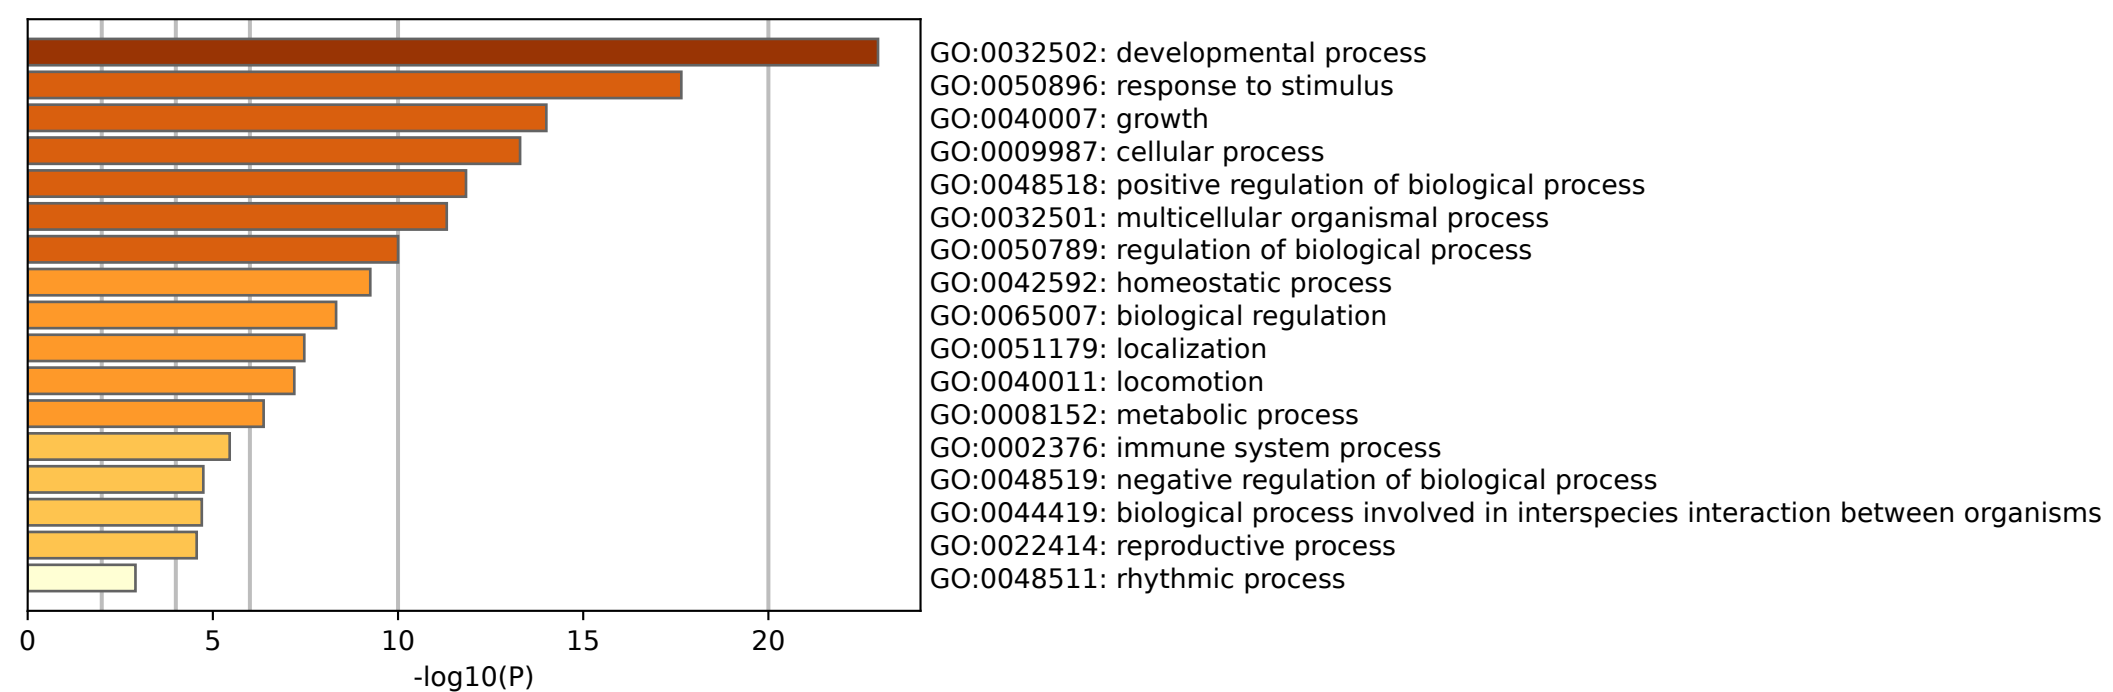 GO:0032502: developmental process
GO:0050896: response to stimulus
GO:0040007: growth
GO:0009987: cellular process
GO:0048518: positive regulation of biological process
GO:0032501: multicellular organismal process
GO:0050789: regulation of biological process
GO:0042592: homeostatic process
GO:0065007: biological regulation
GO:0051179: localization
GO:0040011: locomotion
GO:0008152: metabolic process
GO:0002376: immune system process
GO:0048519: negative regulation of biological process
GO:0044419: biological process involved in interspecies interaction between organisms
GO:0022414: reproductive process
GO:0048511: rhythmic process
0 5 10 15 20
-log10(P)